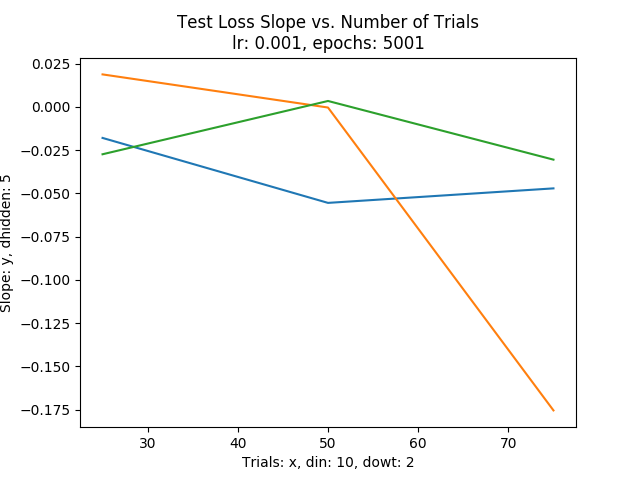 Test Loss Slope vs. Number of Trials
lr: 0.001, epochs: 5001
0.025
0.000
−0.025
−0.050
−0.075
−0.100
−0.125
−0.150
−0.175
Slope: y, dhidden: 5
30 40 50 60 70
Trials: x, din: 10, dowt: 2